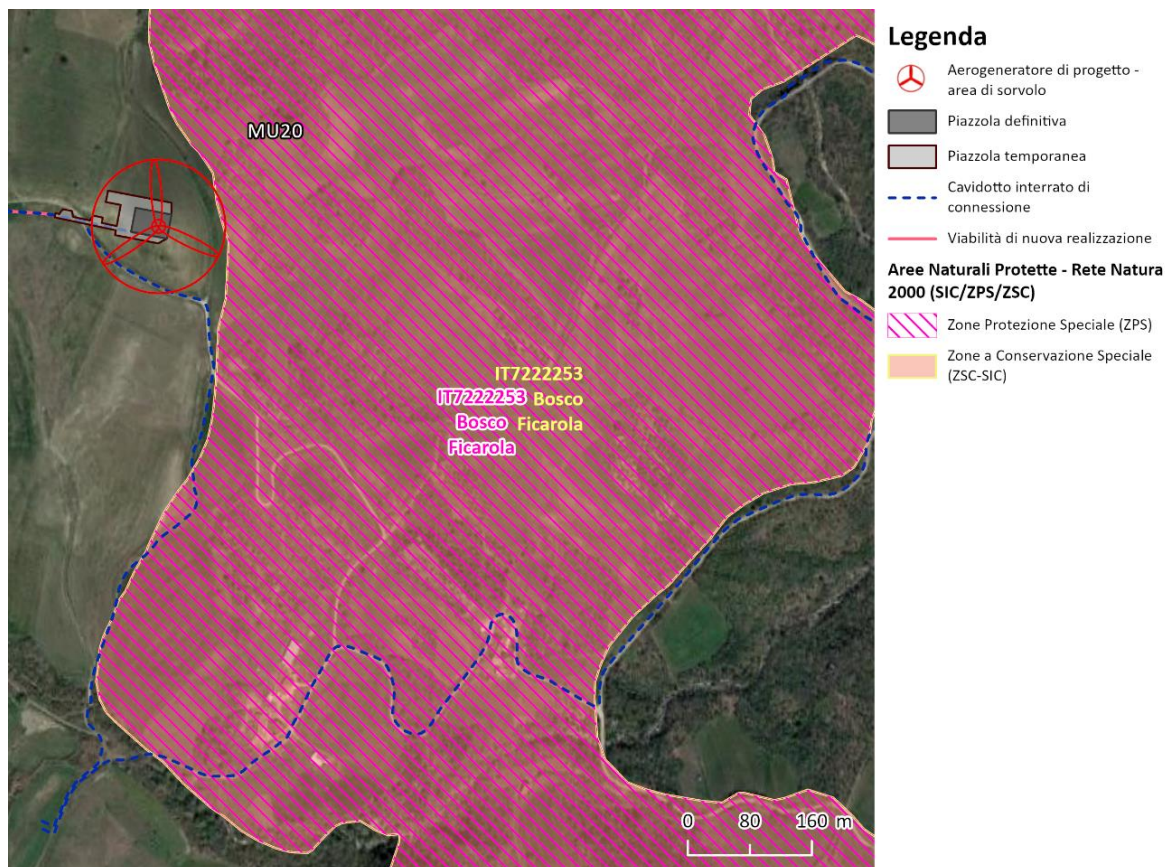 MU20
IT7222253
Bosco
Ficarola
IT7222253
Bosco
Ficarola
0 80 160 m
Legenda
Aerogeneratore di progetto -
area di sorvolo
Piazzola definitiva
Piazzola temporanea
Cavidotto interrato di
connessione
Viabilità di nuova realizzazione
Aree Naturali Protette - Rete Natura
2000 (SIC/ZPS/ZSC)
Zone Protezione Speciale (ZPS)
Zone a Conservazione Speciale
(ZSC-SIC)